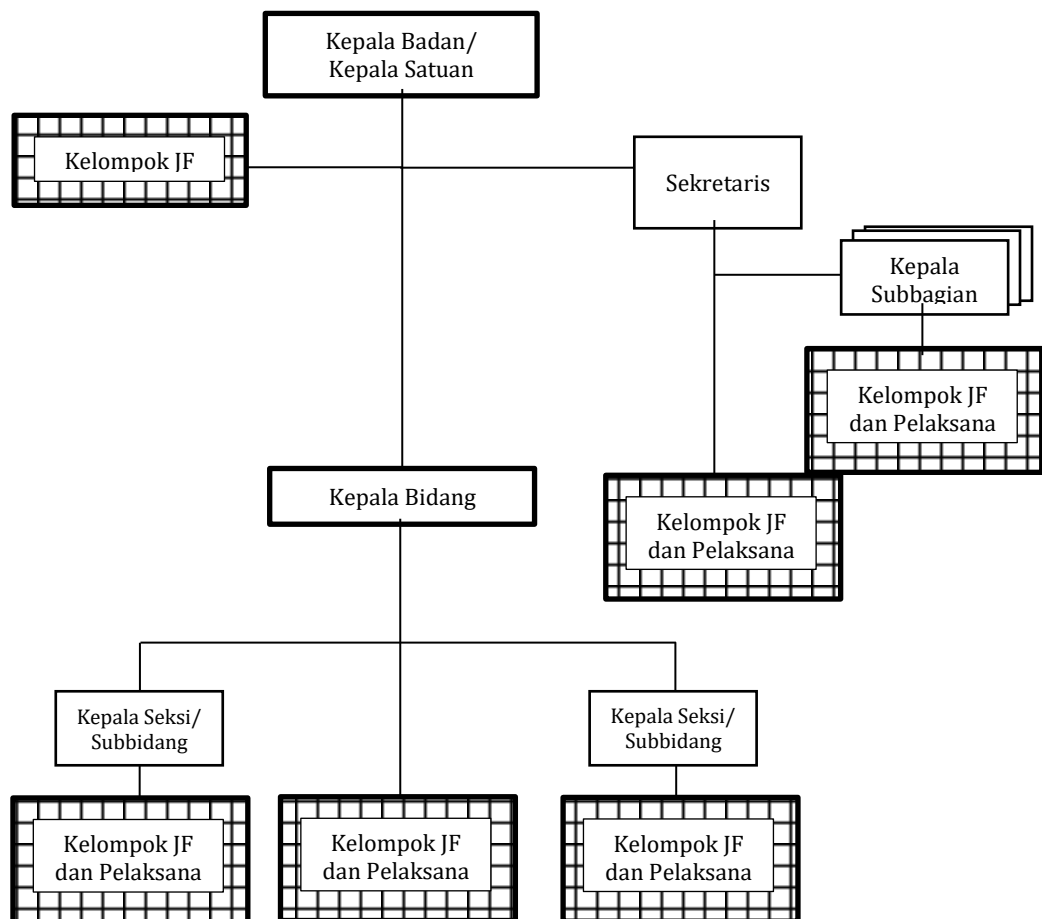 Kepala Badan/
Kepala Satuan
Kelompok JF
Sekretaris
Kepala
Subbagian
Kelompok JF
dan Pelaksana
Kepala Bidang
Kelompok JF
dan Pelaksana
Kepala Seksi/
Subbidang
Kepala Seksi/
Subbidang
Kelompok JF
dan Pelaksana
Kelompok JF
dan Pelaksana
Kelompok JF
dan Pelaksana